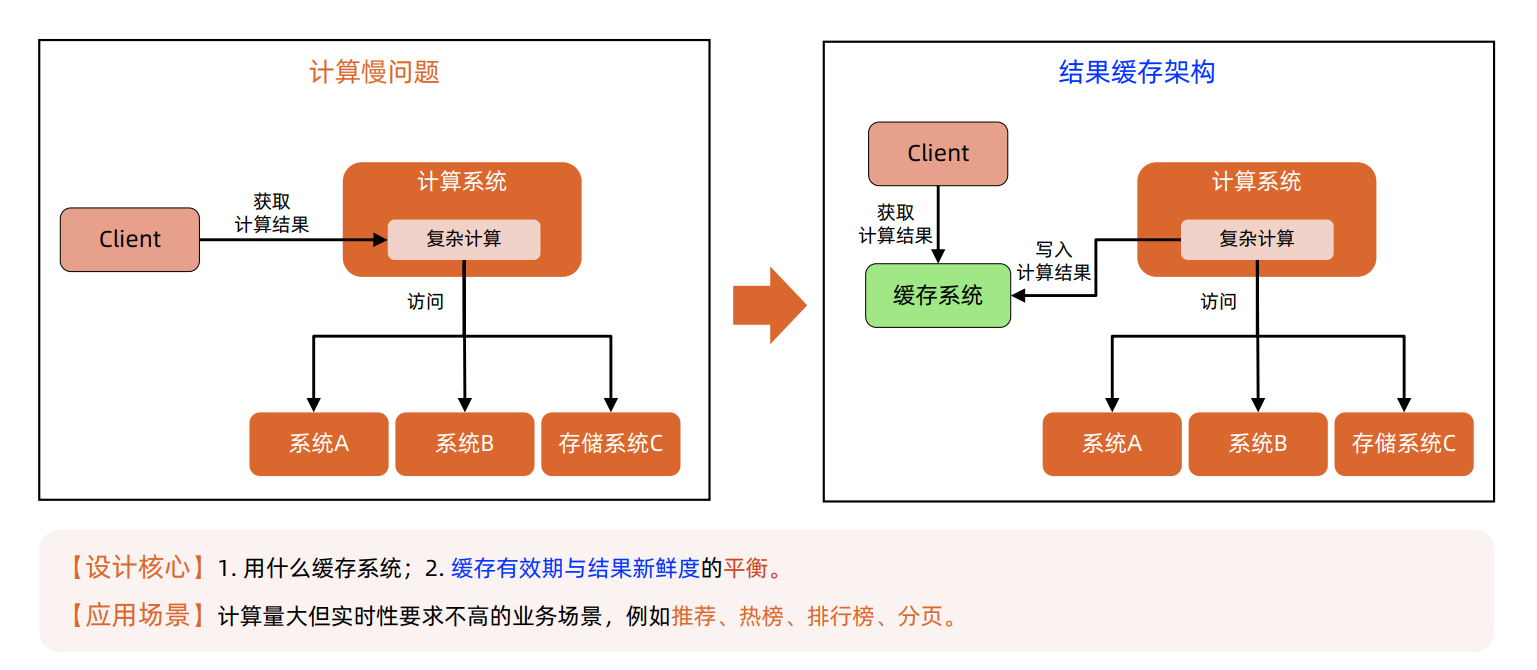 计算慢问题
计算系统
获取
计算结果
Client
复杂计算
访问
系统A
系统B
存储系统C
结果缓存架构
Client
计算系统
获取
计算结果
复杂计算
写入
计算结果
缓存系统
访问
系统A
系统B
存储系统C
【设计核心】1. 用什么缓存系统；2. 缓存有效期与结果新鲜度的平衡。
【应用场景】计算量大但实时性要求不高的业务场景，例如推荐、热榜、排行榜、分页。